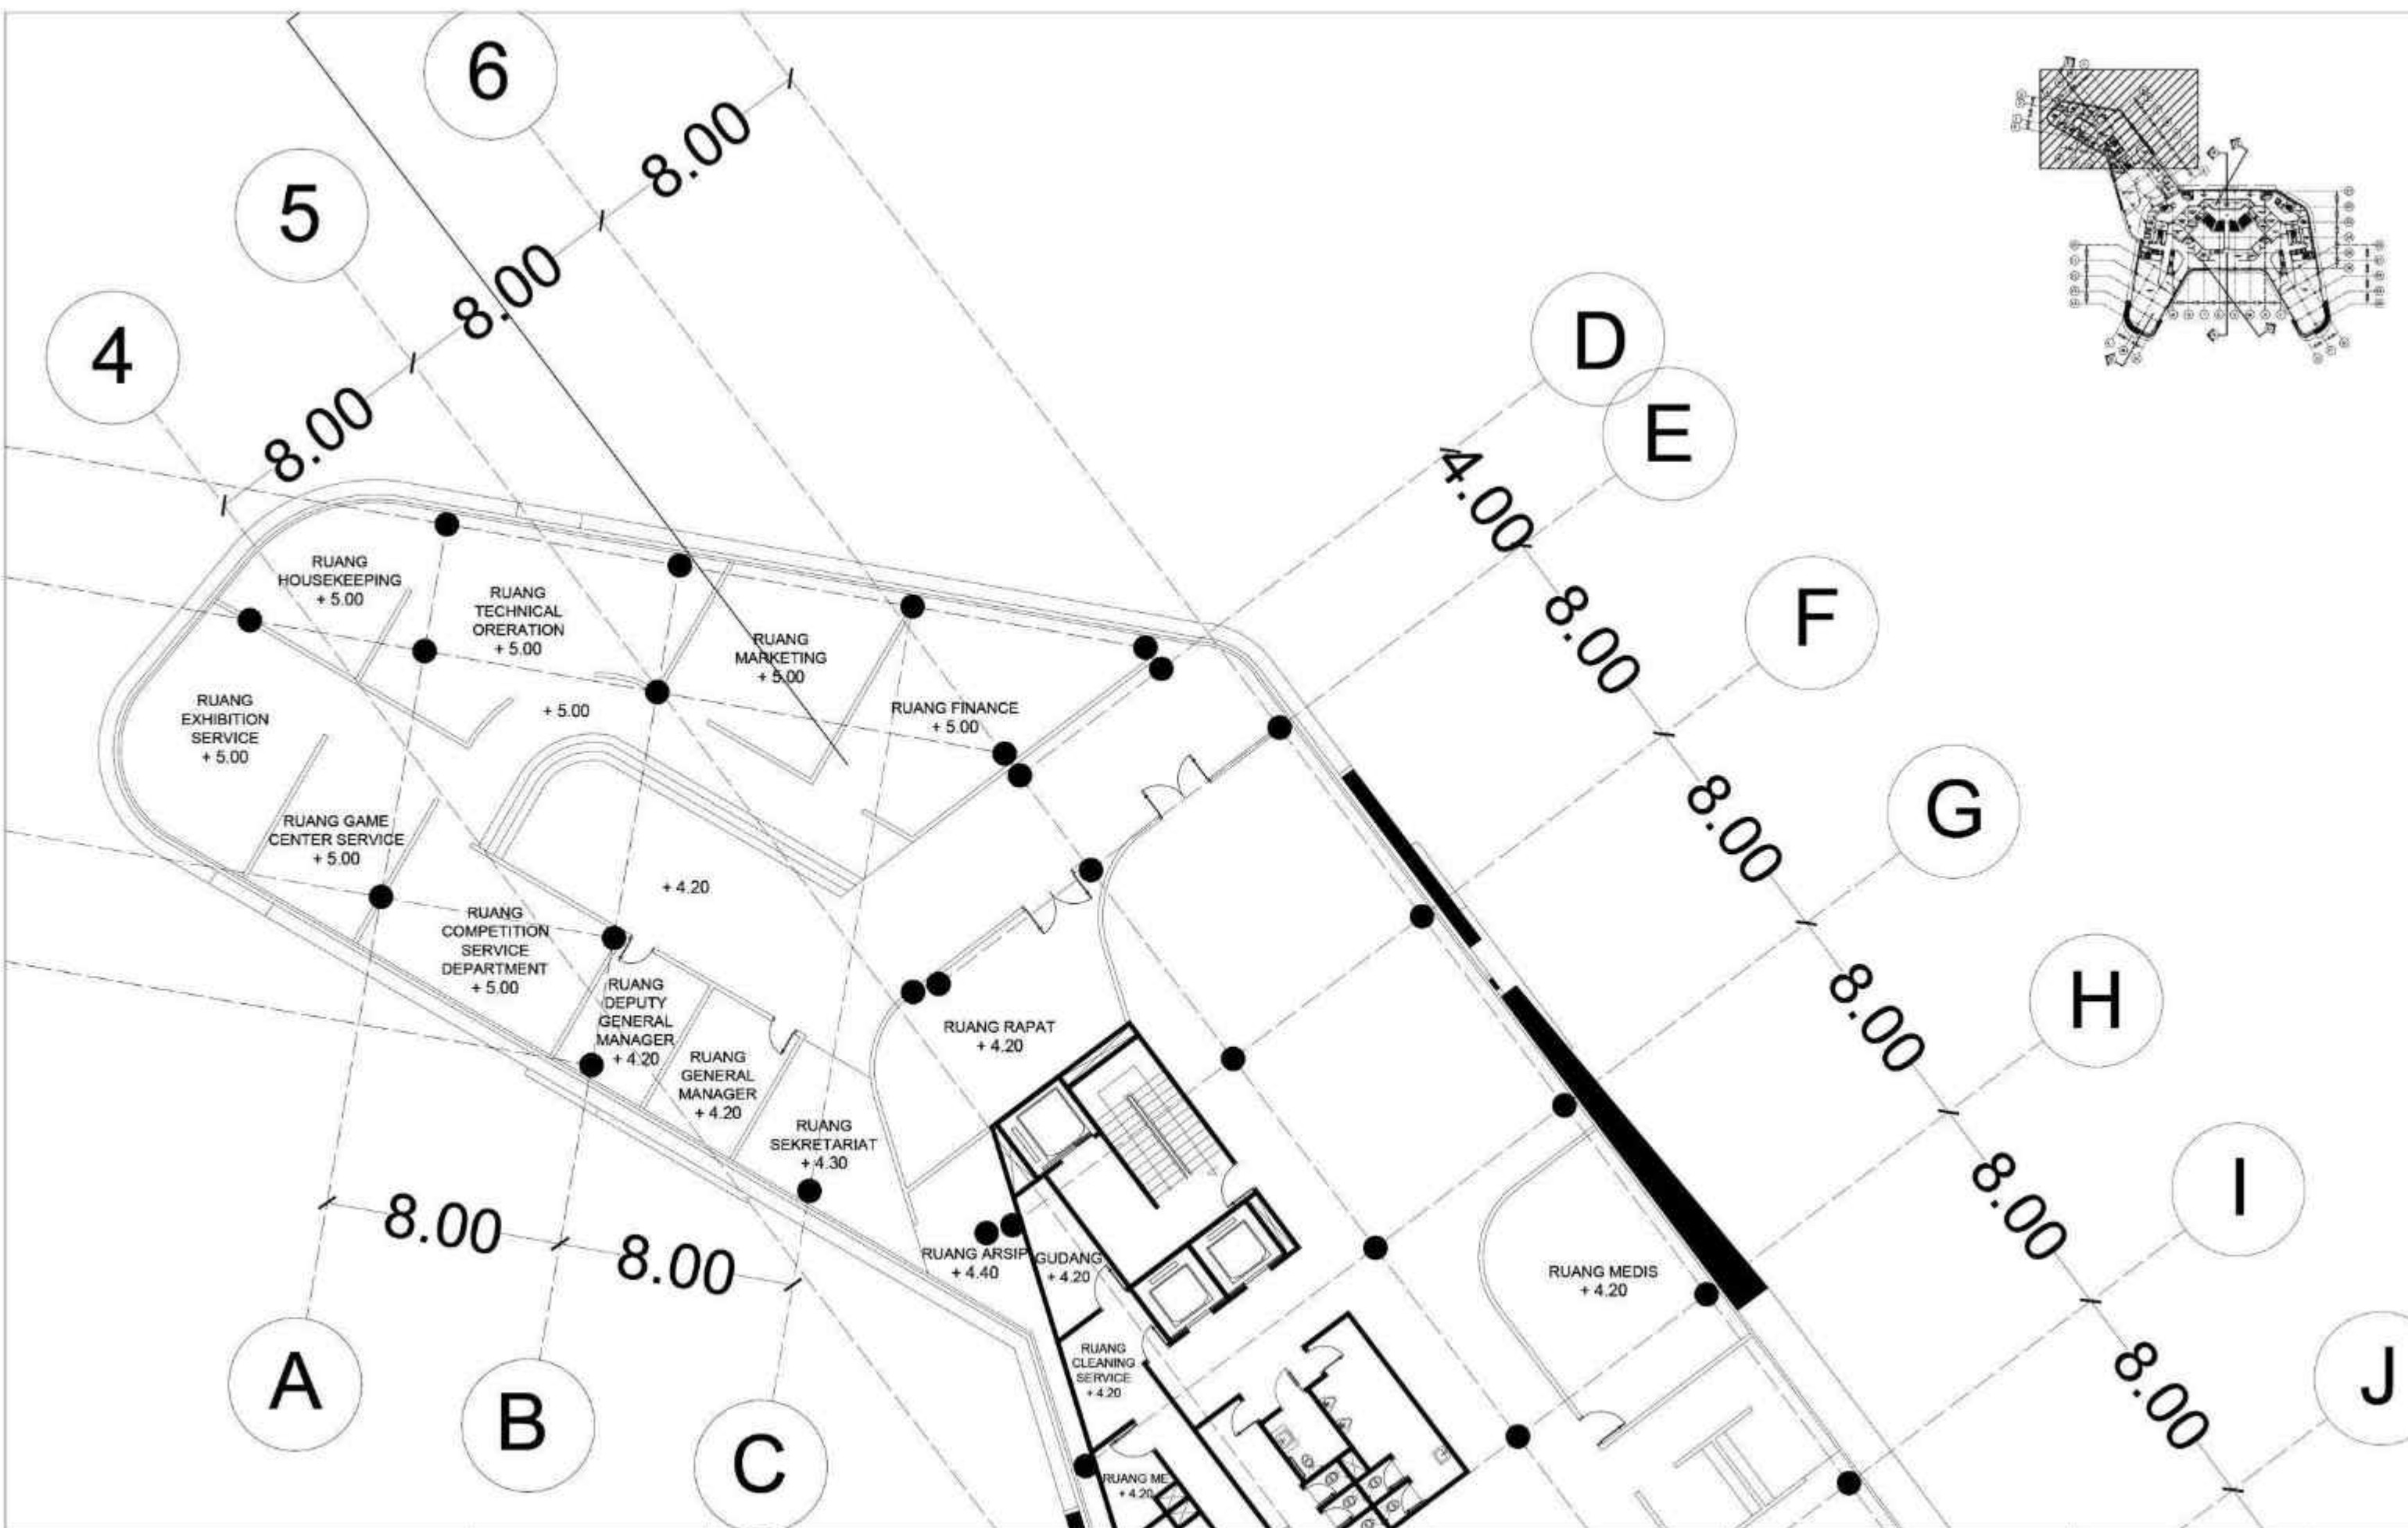 6
8.00
5
8.00
4
8.00
D
E
4.00
F
8.00
G
8.00
H
8.00
I
8.00
J
8.00
RUANG
HOUSEKEEPING
+ 5.00
RUANG
TECHNICAL
ORERATION
+ 5.00
RUANG
MARKETING
+ 5.00
RUANG FINANCE
+ 5.00
RUANG
EXHIBITION
SERVICE
+ 5.00
+ 5.00
RUANG GAME
CENTER SERVICE
+ 5.00
+ 4.20
RUANG
COMPETITION
SERVICE
DEPARTMENT
+ 5.00
RUANG
DEPUTY
GENERAL
MANAGER
+ 4.20
RUANG
GENERAL
MANAGER
+ 4.20
RUANG
SEKRETARIAT
+ 4.30
RUANG RAPAT
+ 4.20
RUANG ARSIP
+ 4.40
GUDANG
+ 4.20
RUANG
CLEANING
SERVICE
+ 4.20
RUANG ME
+ 4.20
RUANG MEDIS
+ 4.20
8.00
8.00
A
B
C